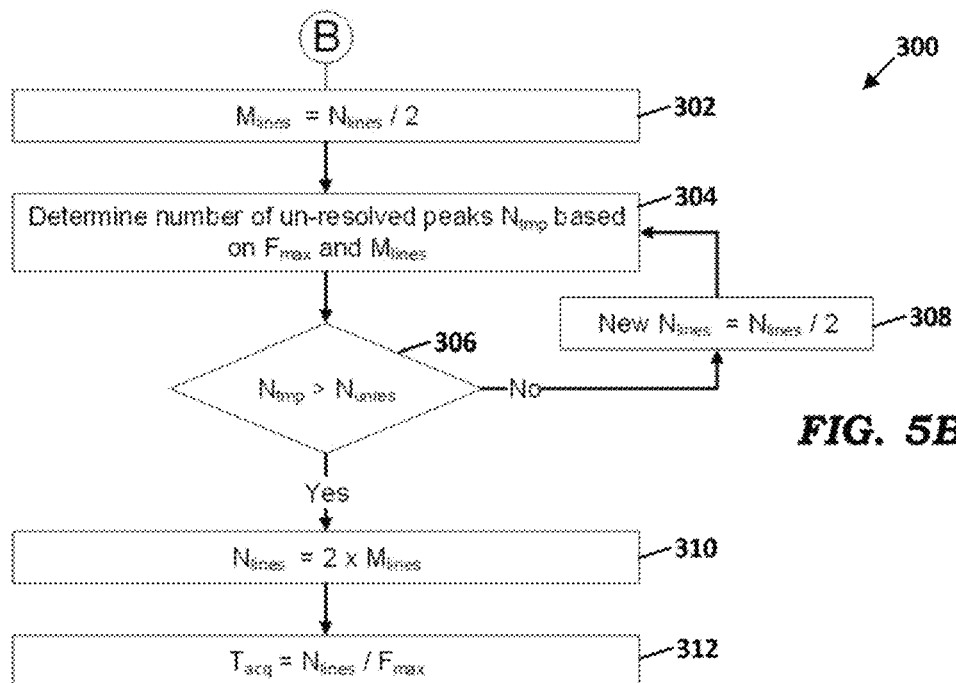 B
300
M_lines = N_lines / 2
302
304
Determine number of un-resolved peaks N_tmp based
on F_max and M_lines
New N_lines = N_lines / 2
308
306
N_tmp > N_unres
No
FIG. 5B
Yes
N_lines = 2 x M_lines
310
T_acq = N_lines / F_max
312